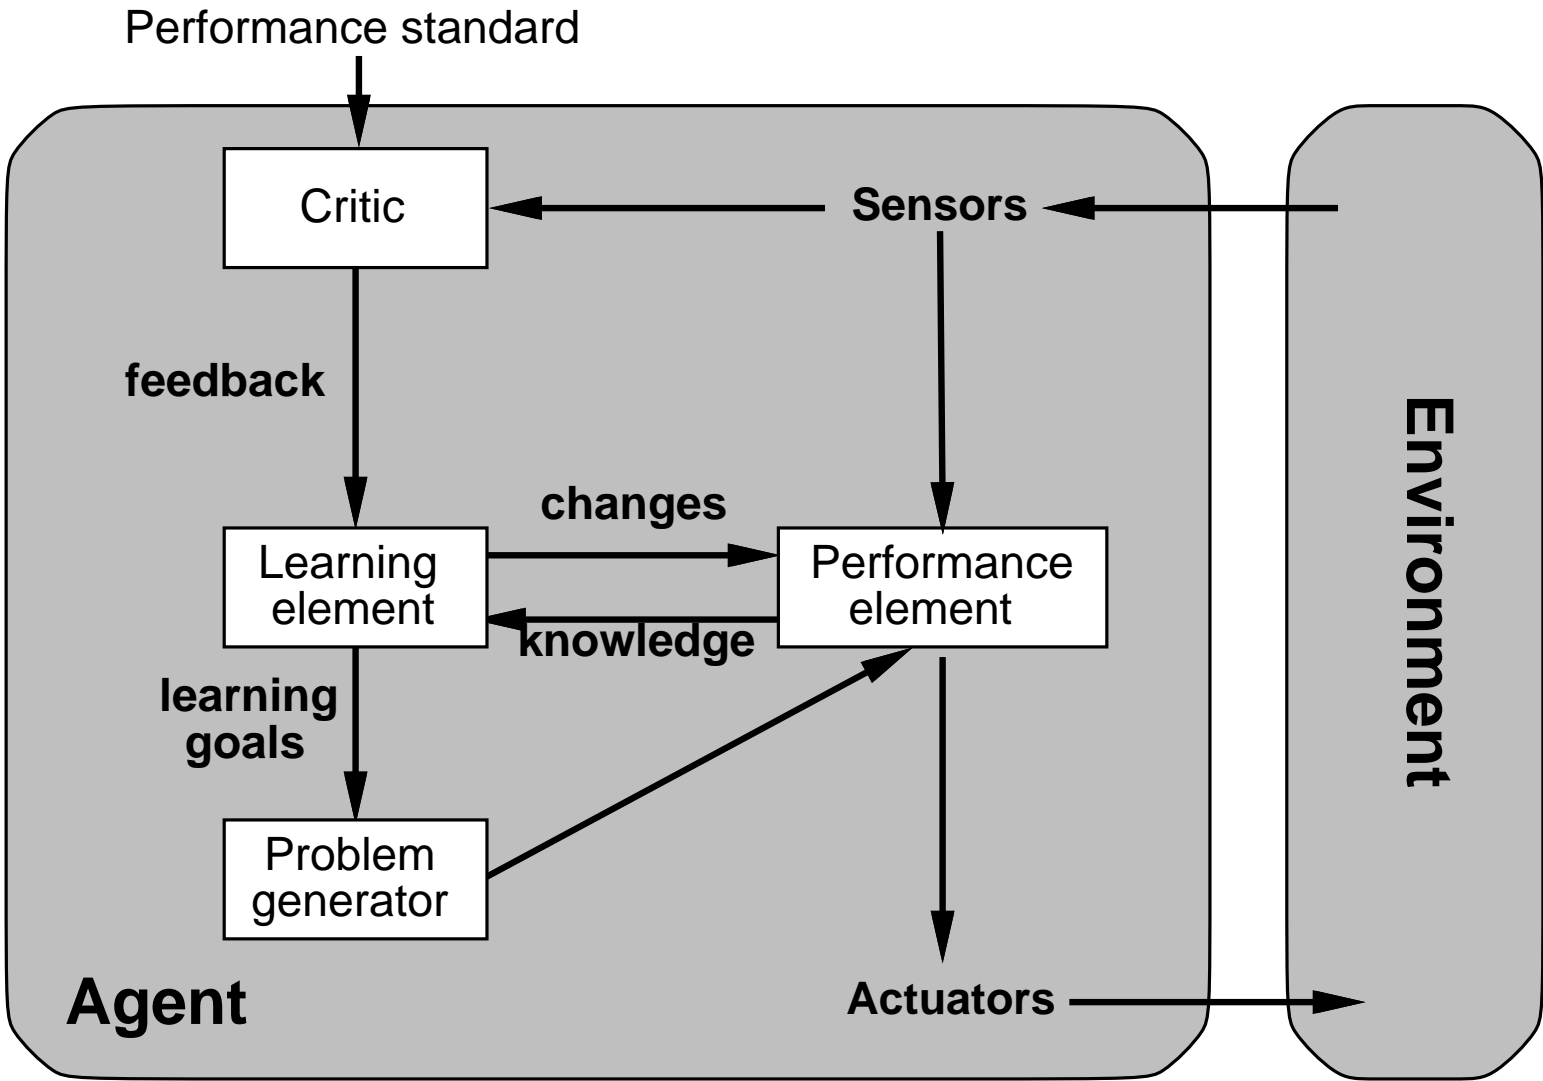 Performance standard
Critic
Sensors
feedback
changes
Learning
element
Performance
element
knowledge
learning
goals
Problem
generator
Agent
Actuators
Environment